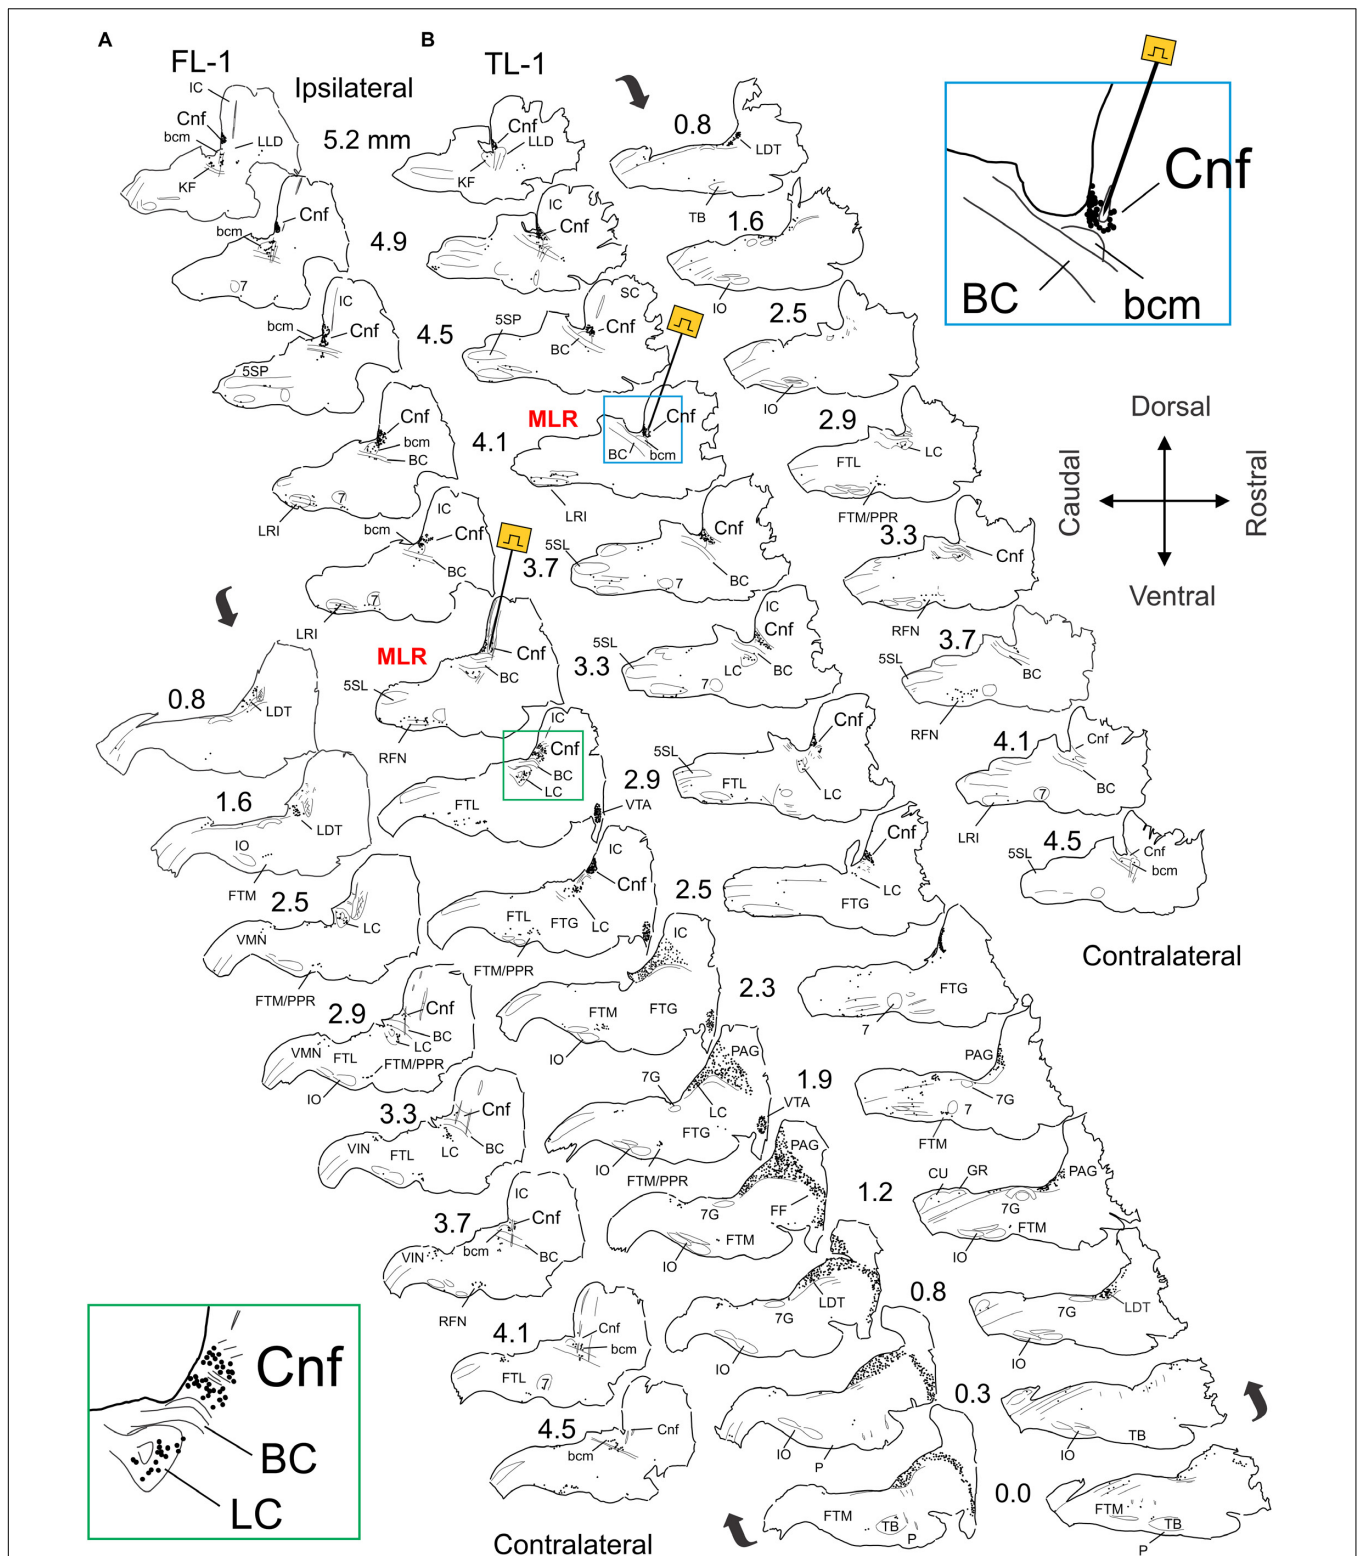 A
B
FL-1
TL-1
Ipsilateral
5.2 mm
IC
Cnf
bcm
LLD
KF
Cnf
LLD
KF
0.8
LDT
TB
Cnf
bcm
7
4.9
IC
Cnf
1.6
IO
Cnf
BC
bcm
IC
bcm
Cnf
5SP
4.5
SC
5SP
Cnf
BC
2.5
IO
Dorsal
Caudal
Rostral
Ventral
Cnf
bcm
BC
7
LRI
4.1
MLR
Cnf
BC
bcm
LRI
2.9
FTL
LC
FTM/PPR
IC
bcm
Cnf
BC
7
LRI
3.7
5SL
Cnf
7
BC
3.3
Cnf
RFN
MLR
Cnf
BC
5SL
RFN
3.3
IC
5SL
Cnf
LC
BC
7
3.7
5SL
BC
RFN
0.8
LDT
IC
Cnf
BC
LC
FTL
VTA
2.9
Cnf
5SL
FTL
LC
4.1
Cnf
BC
7
LRI
1.6
LDT
IO
FTM
IC
Cnf
FTL
FTG
LC
FTM/PPR
2.5
Cnf
LC
FTG
4.5
5SL
Cnf
bcm
Contralateral
2.5
VMN
LC
FTM/PPR
IC
FTM
FTG
IO
2.3
FTG
7
2.9
Cnf
BC
LC
VMN
FTL
FTM/PPR
IO
PAG
7G
LC
FTG
VTA
IO
FTM/PPR
1.9
PAG
7G
7
FTM
3.3
Cnf
VIN
FTL
LC
BC
PAG
7G
FF
FTM
IO
1.2
CU
GR
PAG
7G
FTM
IO
3.7
IC
Cnf
bcm
BC
VIN
RFN
LDT
7G
IO
0.8
7G
LDT
IO
4.1
Cnf
bcm
FTL
7
IO
P
0.3
IO
TB
4.5
Cnf
bcm
Contralateral
FTM
TB
P
0.0
FTM
TB
P
Cnf
BC
LC